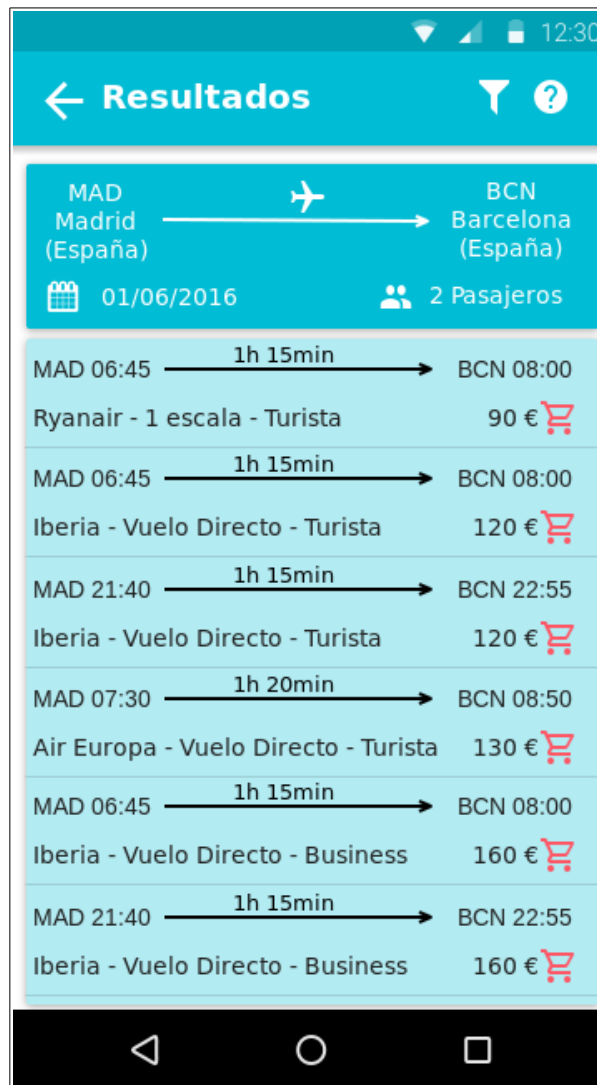 12:30
Resultados
MAD BCN
Madrid Barcelona
(España) (España)
01/06/2016 2 Pasajeros
1h 15min
MAD 06:45 BCN 08:00
Ryanair - 1 escala - Turista 90 €
1h 15min
MAD 06:45 BCN 08:00
Iberia - Vuelo Directo - Turista 120 €
1h 15min
MAD 21:40 BCN 22:55
Iberia - Vuelo Directo - Turista 120 €
1h 20min
MAD 07:30 BCN 08:50
Air Europa - Vuelo Directo - Turista 130 €
1h 15min
MAD 06:45 BCN 08:00
Iberia - Vuelo Directo - Business 160 €
1h 15min
MAD 21:40 BCN 22:55
Iberia - Vuelo Directo - Business 160 €